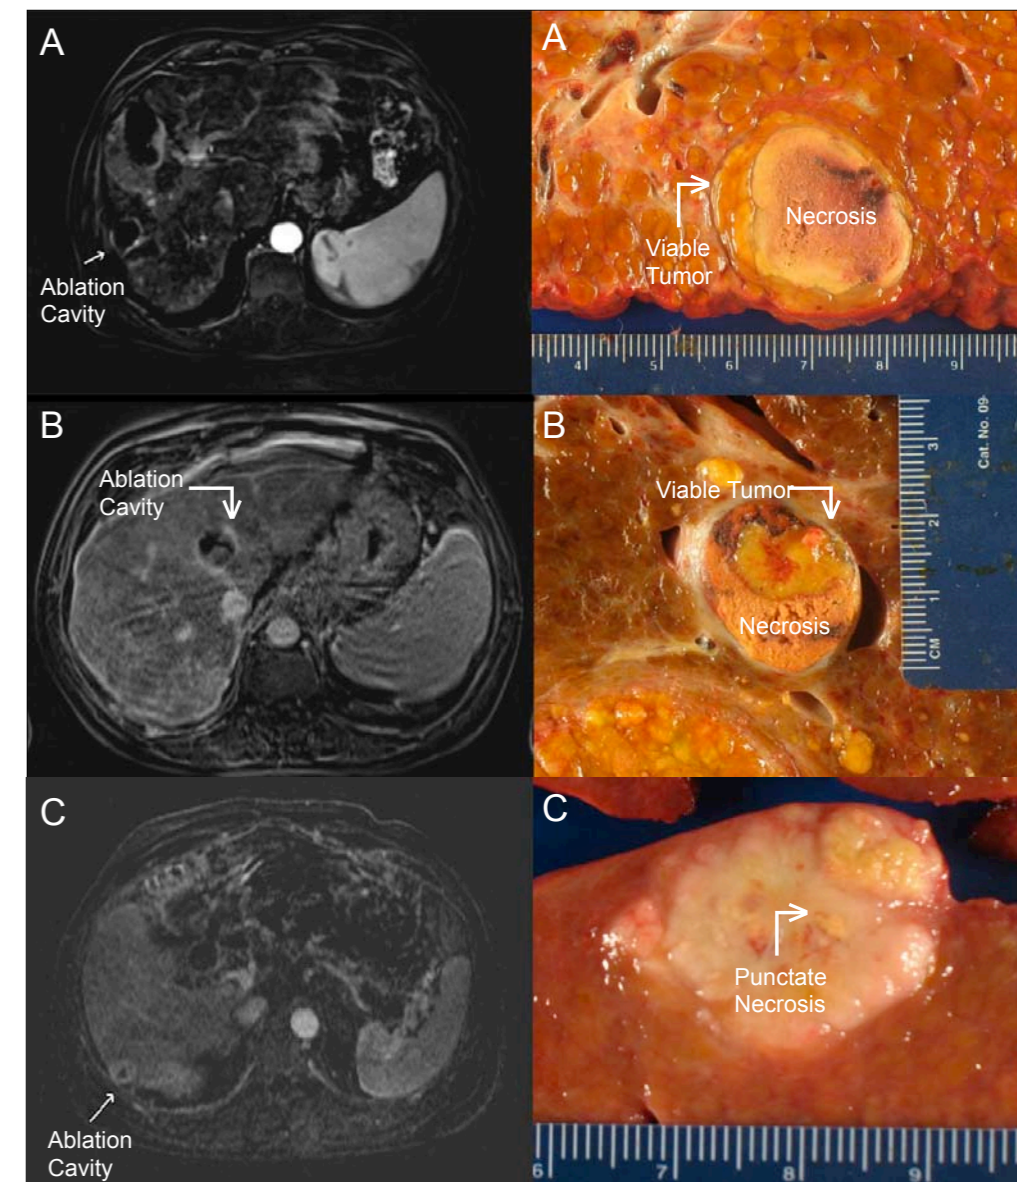 A
Ablation
Cavity
A
Necrosis
Viable
Tumor
4 5 6 7 8 9
B
Ablation
Cavity
B
Viable Tumor
Necrosis
3
2
1
CM
Cat. No. 09-
C
Ablation
Cavity
C
Punctate
Necrosis
6 7 8 9